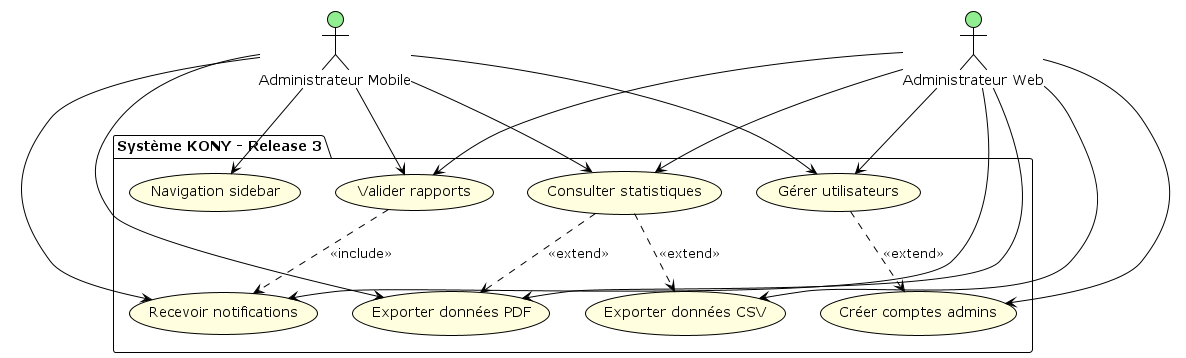 Administrateur Mobile
Administrateur Web
Système KONY - Release 3
Navigation sidebar
Valider rapports
Consulter statistiques
Gérer utilisateurs
«include»
«extend»
«extend»
«extend»
Recevoir notifications
Exporter données PDF
Exporter données CSV
Créer comptes admins